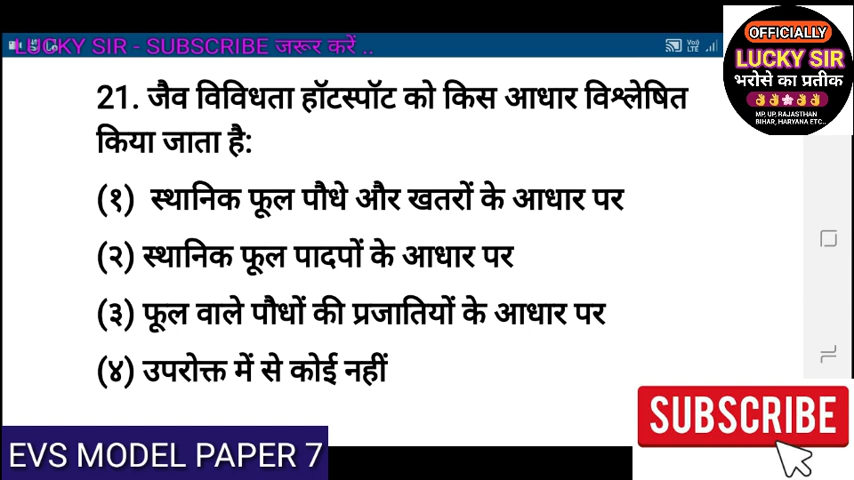 LUCKY SIR - SUBSCRIBE जरूर करें ..
OFFICIALLY
LUCKY SIR
भरोसे का प्रतीक
MP, UP, RAJASTHAN
BIHAR, HARYANA ETC..
21. जैव विविधता हॉटस्पॉट को किस आधार विश्लेषित
किया जाता है:
(१) स्थानिक फूल पौधे और खतरों के आधार पर
(२) स्थानिक फूल पादपों के आधार पर
(३) फूल वाले पौधों की प्रजातियों के आधार पर
(४) उपरोक्त में से कोई नहीं
SUBSCRIBE
EVS MODEL PAPER 7